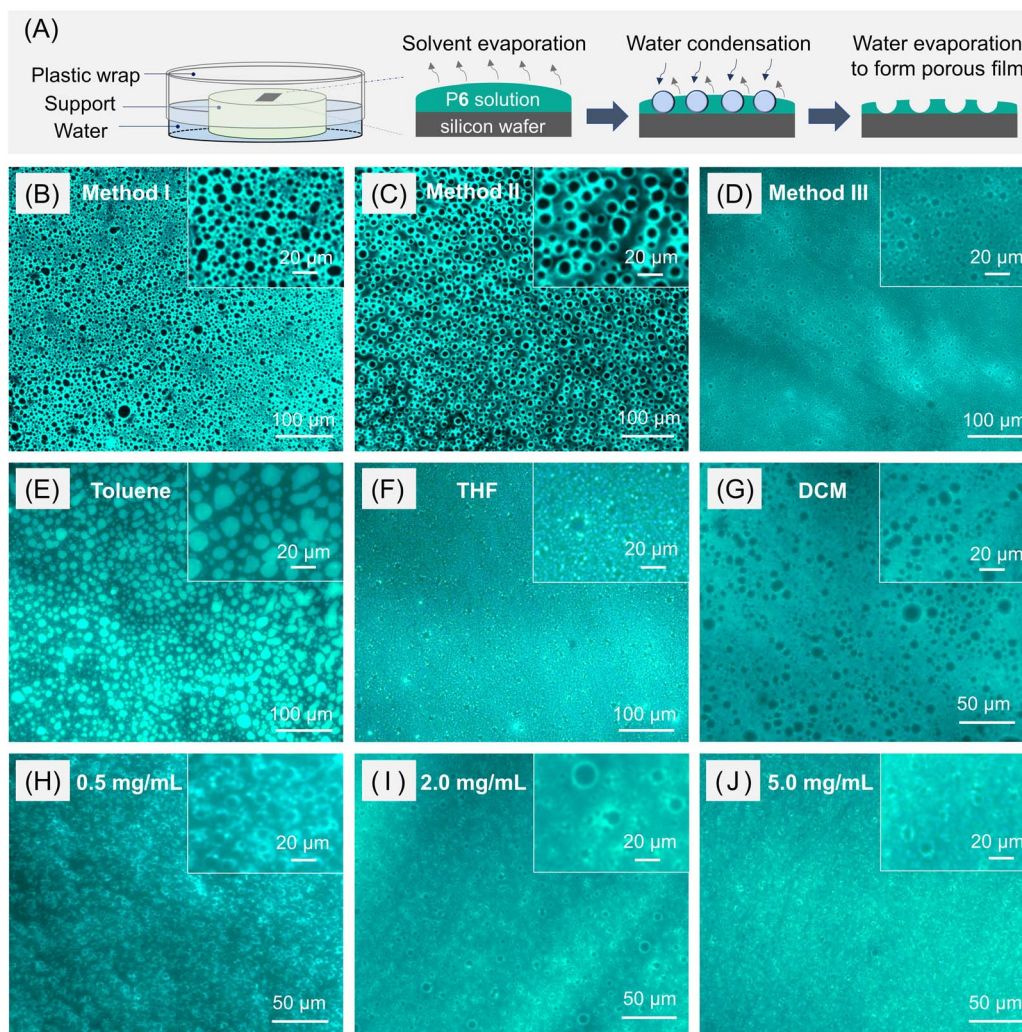 (A)
Plastic wrap
Support
Water
Solvent evaporation
P6 solution
silicon wafer
Water condensation
Water evaporation
to form porous film
(B) Method I
20 μm
100 μm
(C) Method II
20 μm
100 μm
(D) Method III
20 μm
100 μm
(E) Toluene
20 μm
100 μm
(F) THF
20 μm
100 μm
(G) DCM
20 μm
50 μm
(H) 0.5 mg/mL
20 μm
50 μm
(I) 2.0 mg/mL
20 μm
50 μm
(J) 5.0 mg/mL
20 μm
50 μm